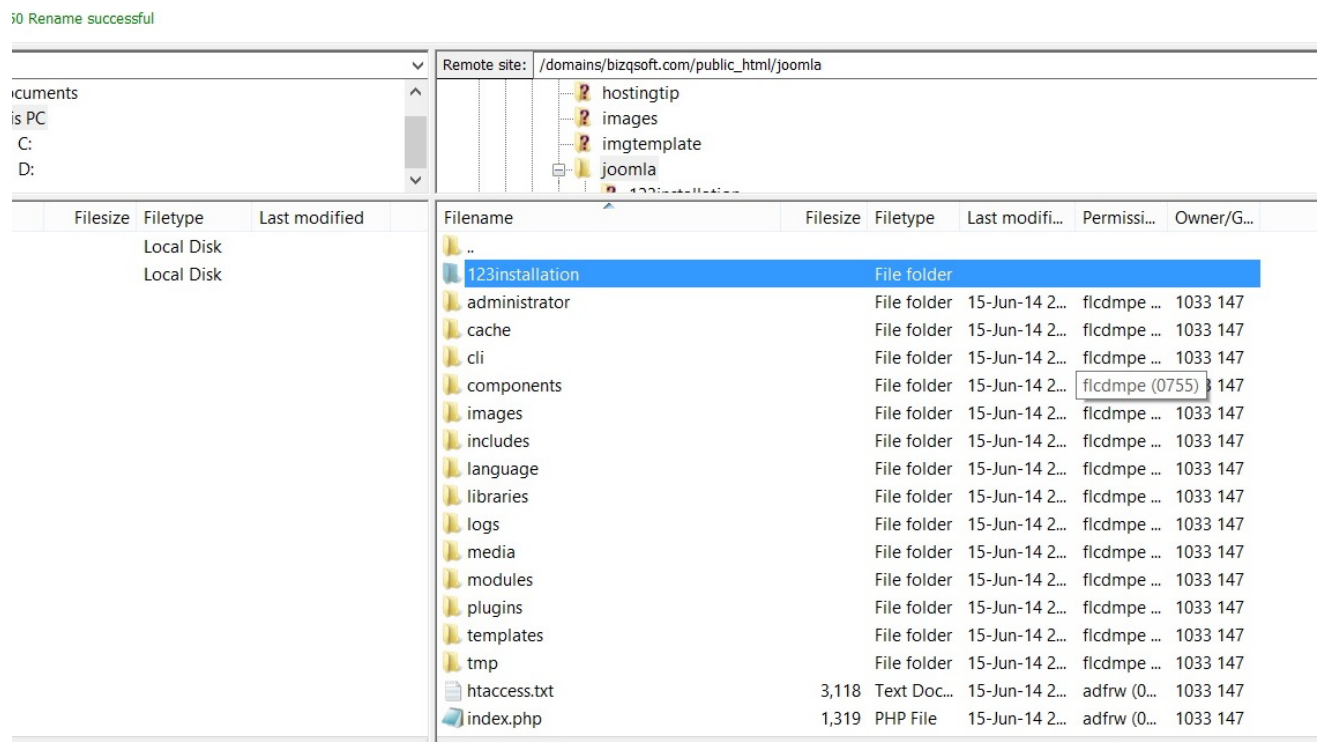 50 Rename successful
Remote site: /domains/bizqsoft.com/public_html/joomla
ocuments
is PC
C:
D:
hostingtip
images
imgtemplate
joomla
123installation
Filesize Filetype Last modified
Local Disk
Local Disk
Filename Filesize Filetype Last modifi... Permissi... Owner/G...
..
123installation File folder
administrator File folder 15-Jun-14 2... flcdmpe ... 1033 147
cache File folder 15-Jun-14 2... flcdmpe ... 1033 147
cli File folder 15-Jun-14 2... flcdmpe ... 1033 147
components File folder 15-Jun-14 2... flcdmpe (0755) 3 147
images File folder 15-Jun-14 2... flcdmpe ... 1033 147
includes File folder 15-Jun-14 2... flcdmpe ... 1033 147
language File folder 15-Jun-14 2... flcdmpe ... 1033 147
libraries File folder 15-Jun-14 2... flcdmpe ... 1033 147
logs File folder 15-Jun-14 2... flcdmpe ... 1033 147
media File folder 15-Jun-14 2... flcdmpe ... 1033 147
modules File folder 15-Jun-14 2... flcdmpe ... 1033 147
plugins File folder 15-Jun-14 2... flcdmpe ... 1033 147
templates File folder 15-Jun-14 2... flcdmpe ... 1033 147
tmp File folder 15-Jun-14 2... flcdmpe ... 1033 147
htaccess.txt 3,118 Text Doc... 15-Jun-14 2... adfrw (0... 1033 147
index.php 1,319 PHP File 15-Jun-14 2... adfrw (0... 1033 147